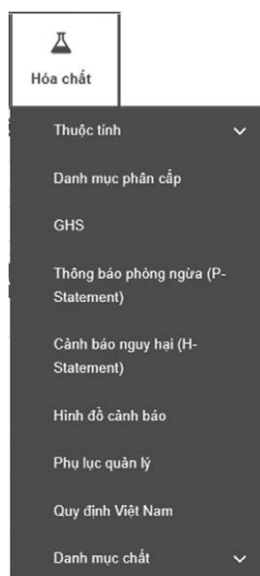 Hóa chất
Thuộc tính
Danh mục phân cấp
GHS
Thông báo phòng ngừa (P-
Statement)
Cảnh báo nguy hại (H-
Statement)
Hình đồ cảnh báo
Phụ lục quản lý
Quy định Việt Nam
Danh mục chất